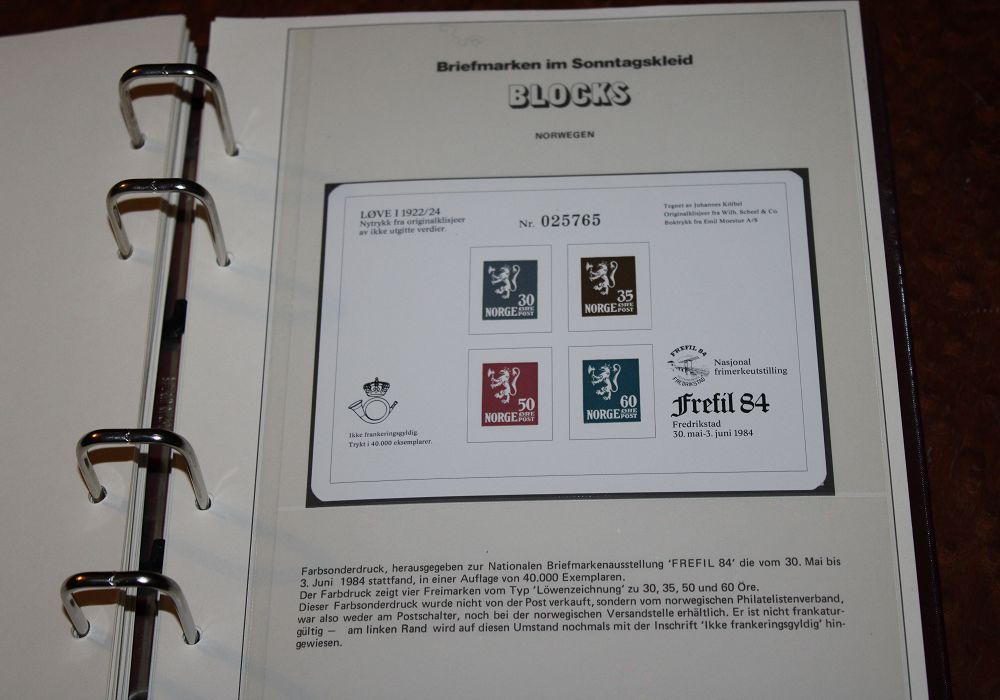 Briefmarken im Sonntagskleid
BLOCKS
NORWEGEN
LØVE I 1922/24
Nytrykk fra originalklisjeer
av ikke utgitte verdier.
Nr. 025765
Tegnet av Johannes Költbel
Originalklisjeer fra Wilh. Scheel & Co
Boktrykk fra Emil Moestue A/S
30
NORGE ØRE POST
35
NORGE ØRE POST
50
NORGE ØRE POST
60
NORGE ØRE POST
Ikke frankeringsgyldig.
Trykt i 40.000 eksemplarer.
FREFIL 84
FREDRIKSTAD
Nasjonal
frimerkeutstilling
Frefil 84
Fredrikstad
30. mai-3. juni 1984
Farbsonderdruck, herausgegeben zur Nationalen Briefmarkenausstellung 'FREFIL 84' die vom 30. Mai bis
3. Juni 1984 stattfand, in einer Auflage von 40.000 Exemplaren.
Der Farbdruck zeigt vier Freimarken vom Typ 'Löwenzeichnung' zu 30, 35, 50 und 60 Öre.
Dieser Farbsonderdruck wurde nicht von der Post verkauft, sondern vom norwegischen Philatelistenverband,
war also weder am Postschalter, noch bei der norwegischen Versandstelle erhältlich. Er ist nicht frankatur-
gültig — am linken Rand wird auf diesen Umstand nochmals mit der Inschrift 'Ikke frankeringsgyldig' hin-
gewiesen.